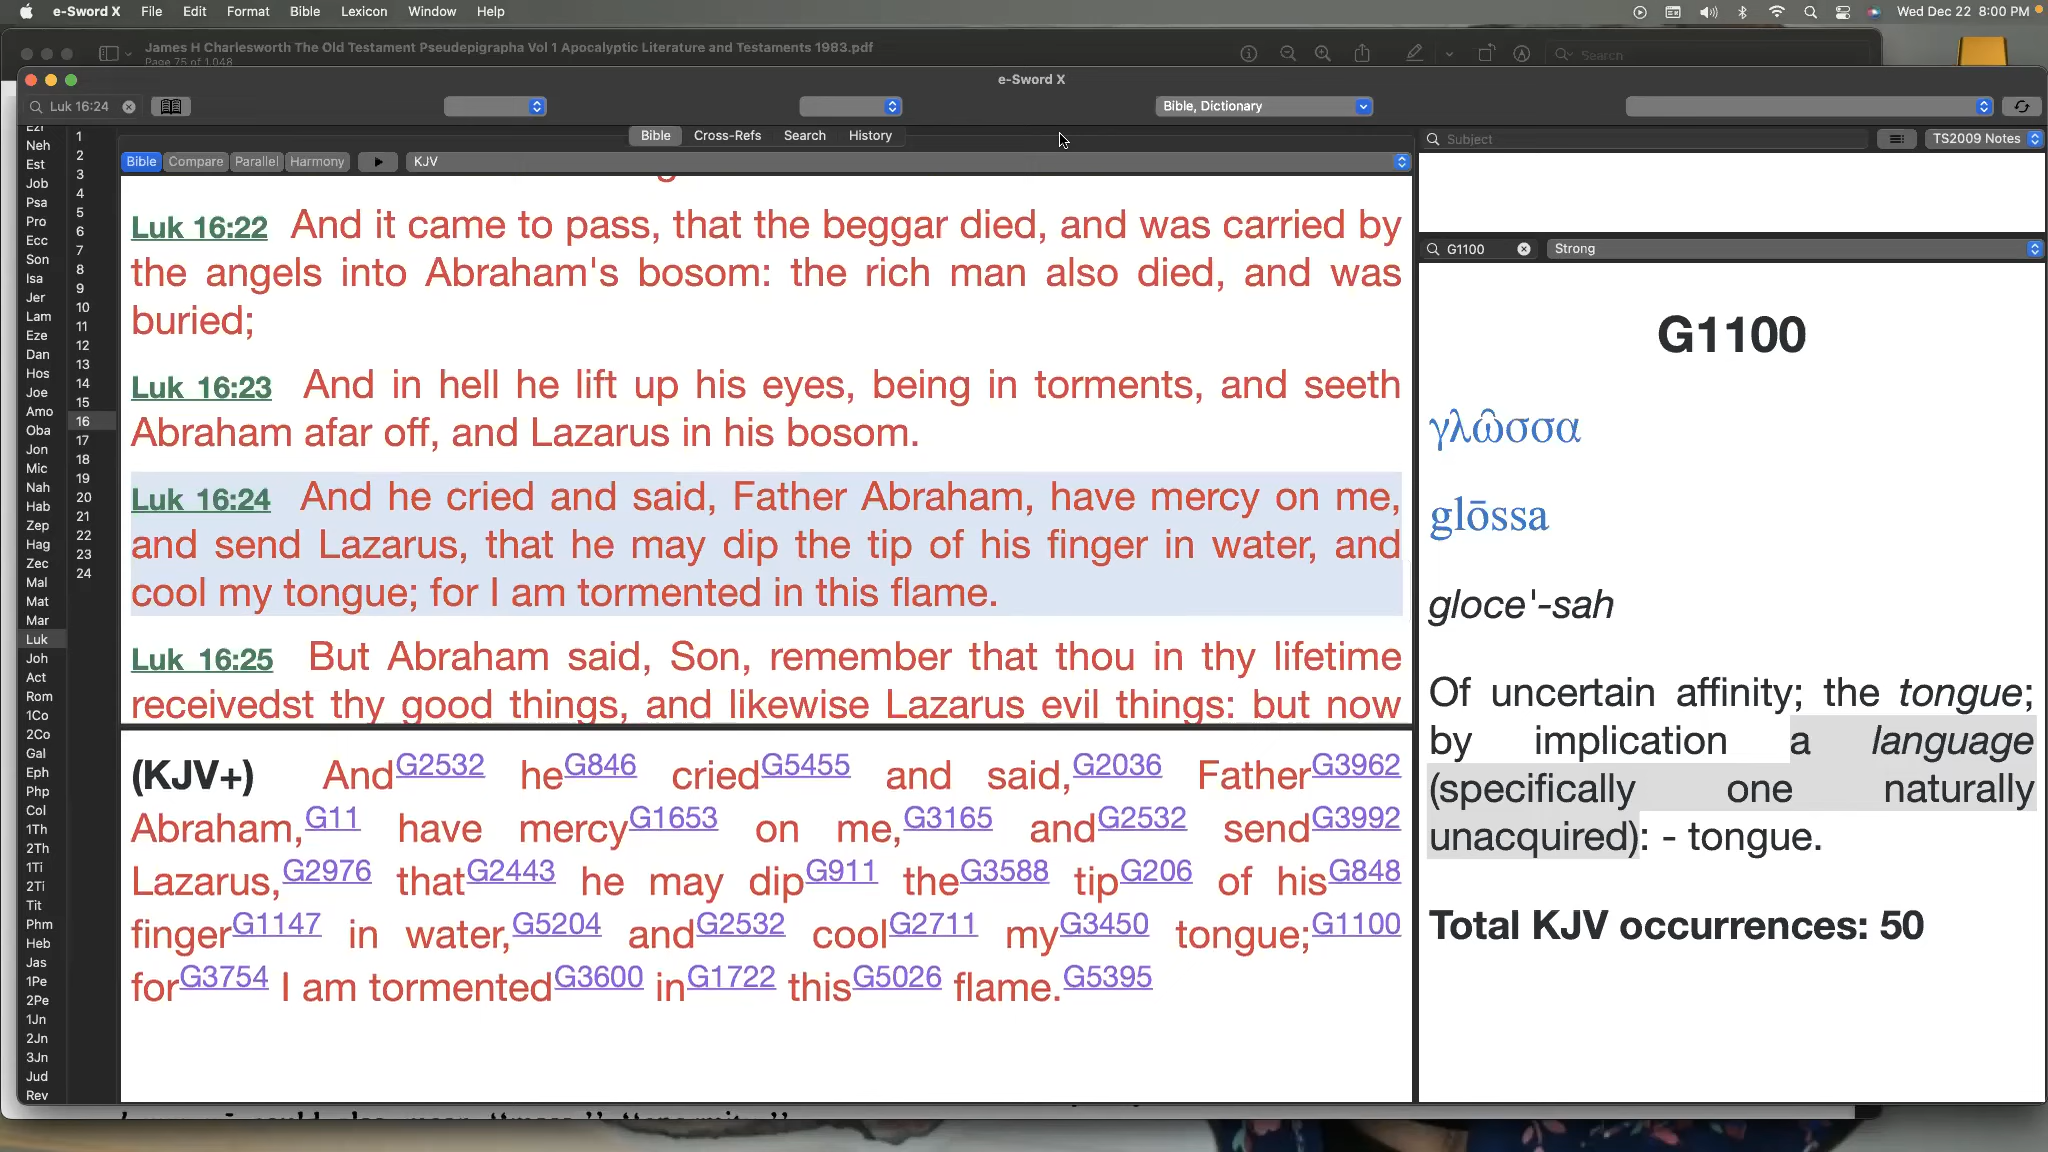 e-Sword X File Edit Format Bible Lexicon Window Help
Wed Dec 22 8:00 PM
James H Charlesworth The Old Testament Pseudepigrapha Vol 1 Apocalyptic Literature and Testaments 1983.pdf
Page 75 of 1,048
Search
e-Sword X
Luk 16:24
Bible, Dictionary
Bible Cross-Refs Search History
Subject
TS2009 Notes
Bible Compare Parallel Harmony
KJV
Ezr
Neh
Est
Job
Psa
Pro
Ecc
Son
Isa
Jer
Lam
Eze
Dan
Hos
Joe
Amo
Oba
Jon
Mic
Nah
Hab
Zep
Hag
Zec
Mal
Mat
Mar
Luk
Joh
Act
Rom
1Co
2Co
Gal
Eph
Php
Col
1Th
2Th
1Ti
2Ti
Tit
Phm
Heb
Jas
1Pe
2Pe
1Jn
2Jn
3Jn
Jud
Rev
1
2
3
4
5
6
7
8
9
10
11
12
13
14
15
16
17
18
19
20
21
22
23
24
Luk 16:22 And it came to pass, that the beggar died, and was carried by
the angels into Abraham's bosom: the rich man also died, and was
buried;
Luk 16:23 And in hell he lift up his eyes, being in torments, and seeth
Abraham afar off, and Lazarus in his bosom.
Luk 16:24 And he cried and said, Father Abraham, have mercy on me,
and send Lazarus, that he may dip the tip of his finger in water, and
cool my tongue; for I am tormented in this flame.
Luk 16:25 But Abraham said, Son, remember that thou in thy lifetime
receivedst thy good things, and likewise Lazarus evil things: but now
(KJV+) AndG2532 heG846 criedG5455 and said,G2036 FatherG3962
Abraham,G11 have mercyG1653 on me,G3165 andG2532 sendG3992
Lazarus,G2976 thatG2443 he may dipG911 theG3588 tipG206 of hisG848
fingerG1147 in water,G5204 andG2532 coolG2711 myG3450 tongue;G1100
forG3754 I am tormentedG3600 inG1722 thisG5026 flame.G5395
G1100
Strong
G1100
γλῶσσα
glōssa
gloce'-sah
Of uncertain affinity; the tongue;
by implication a language
(specifically one naturally
unacquired): - tongue.
Total KJV occurrences: 50